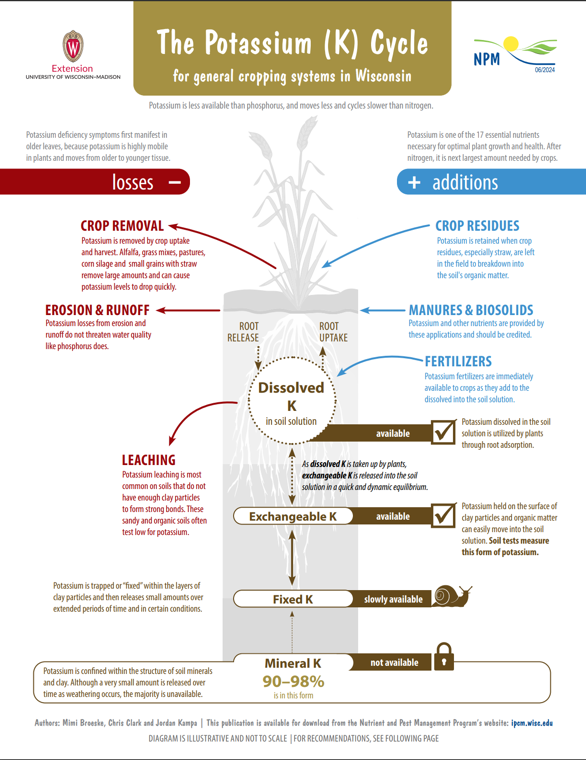 The Potassium (K) Cycle
for general cropping systems in Wisconsin
W
Extension
UNIVERSITY OF WISCONSIN–MADISON
NPM
06/2024
Potassium is less available than phosphorus, and moves less and cycles slower than nitrogen.
Potassium deficiency symptoms first manifest in
older leaves, because potassium is highly mobile
in plants and moves from older to younger tissue.
Potassium is one of the 17 essential nutrients
necessary for optimal plant growth & health. After
nitrogen, it is next largest amount needed by crops.
losses –
+ additions
CROP REMOVAL
Potassium is removed by crop uptake
and harvest. Alfalfa, grass mixes, pastures,
corn silage and small grains with straw
remove large amounts and can cause
potassium levels to drop quickly.
CROP RESIDUES
Potassium is retained when crop
residues, especially straw, are left
in the field to breakdown into
the soil's organic matter.
EROSION & RUNOFF
Potassium losses from erosion and
runoff do not threaten water quality
like phosphorus does.
MANURES & BIOSOLIDS
Potassium and other nutrients are provided by
these applications and should be credited.
ROOT
RELEASE
ROOT
UPTAKE
FERTILIZERS
Potassium fertilizers are immediately
available to crops as they add to the
dissolved into the soil solution.
Dissolved
K
in soil solution
available
Potassium dissolved in the soil
solution is utilized by plants
through root adsorption.
LEACHING
Potassium leaching is most
common on soils that do not
have enough clay particles
to form strong bonds. These
sandy and organic soils often
test low for potassium.
As dissolved K is taken up by plants,
exchangeable K is released into the soil
solution in a quick and dynamic equilibrium.
Exchangeable K
available
Potassium held on the surface of
clay particles and organic matter
can easily move into the soil
solution. Soil tests measure
this form of potassium.
Potassium is trapped or "fixed" within the layers of
clay particles and then releases small amounts over
extended periods of time and in certain conditions.
Fixed K
slowly available
Mineral K
90–98%
is in this form
not available
Potassium is confined within the structure of soil minerals
and clay. Although a very small amount is released over
time as weathering occurs, the majority is unavailable.
Authors: Mimi Broeske, Chris Clark and Jordan Kampa | This publication is available for download from the Nutrient and Pest Management Program's website: ipcm.wisc.edu
DIAGRAM IS ILLUSTRATIVE AND NOT TO SCALE | FOR RECOMMENDATIONS, SEE FOLLOWING PAGE